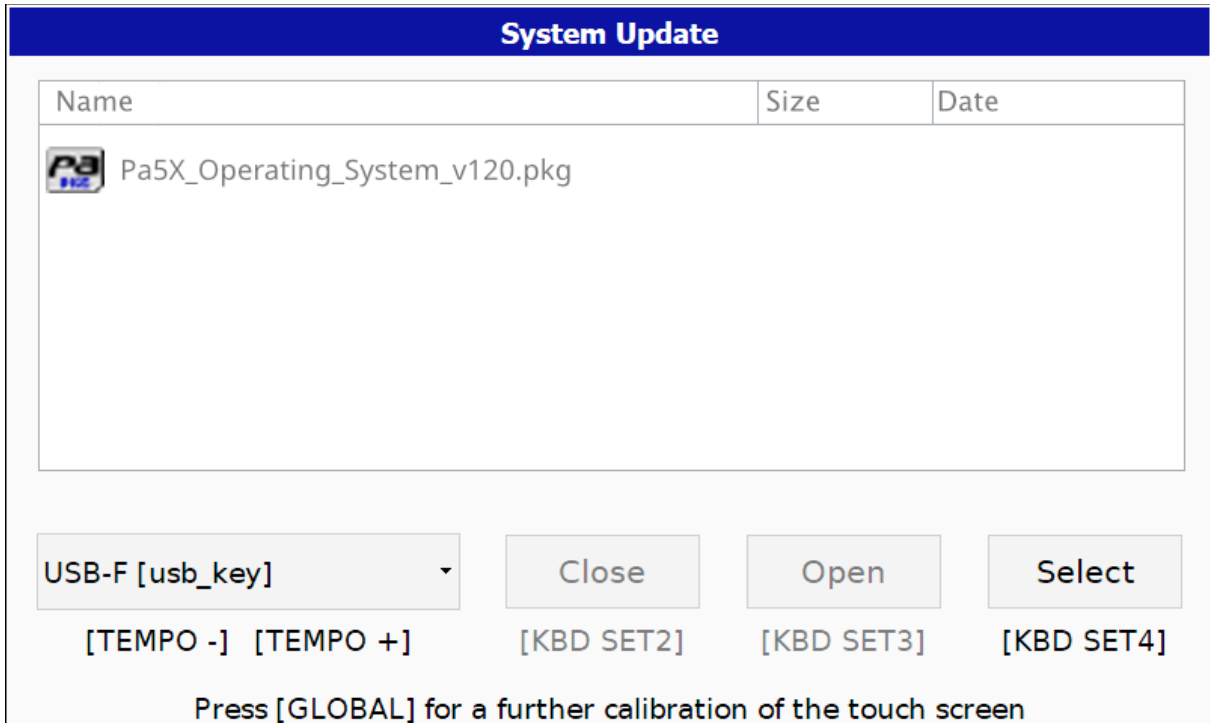 System Update
Name Size Date
Pa Pa5X_Operating_System_v120.pkg
USB-F [usb_key] Close Open Select
[TEMPO -] [TEMPO +] [KBD SET2] [KBD SET3] [KBD SET4]
Press [GLOBAL] for a further calibration of the touch screen